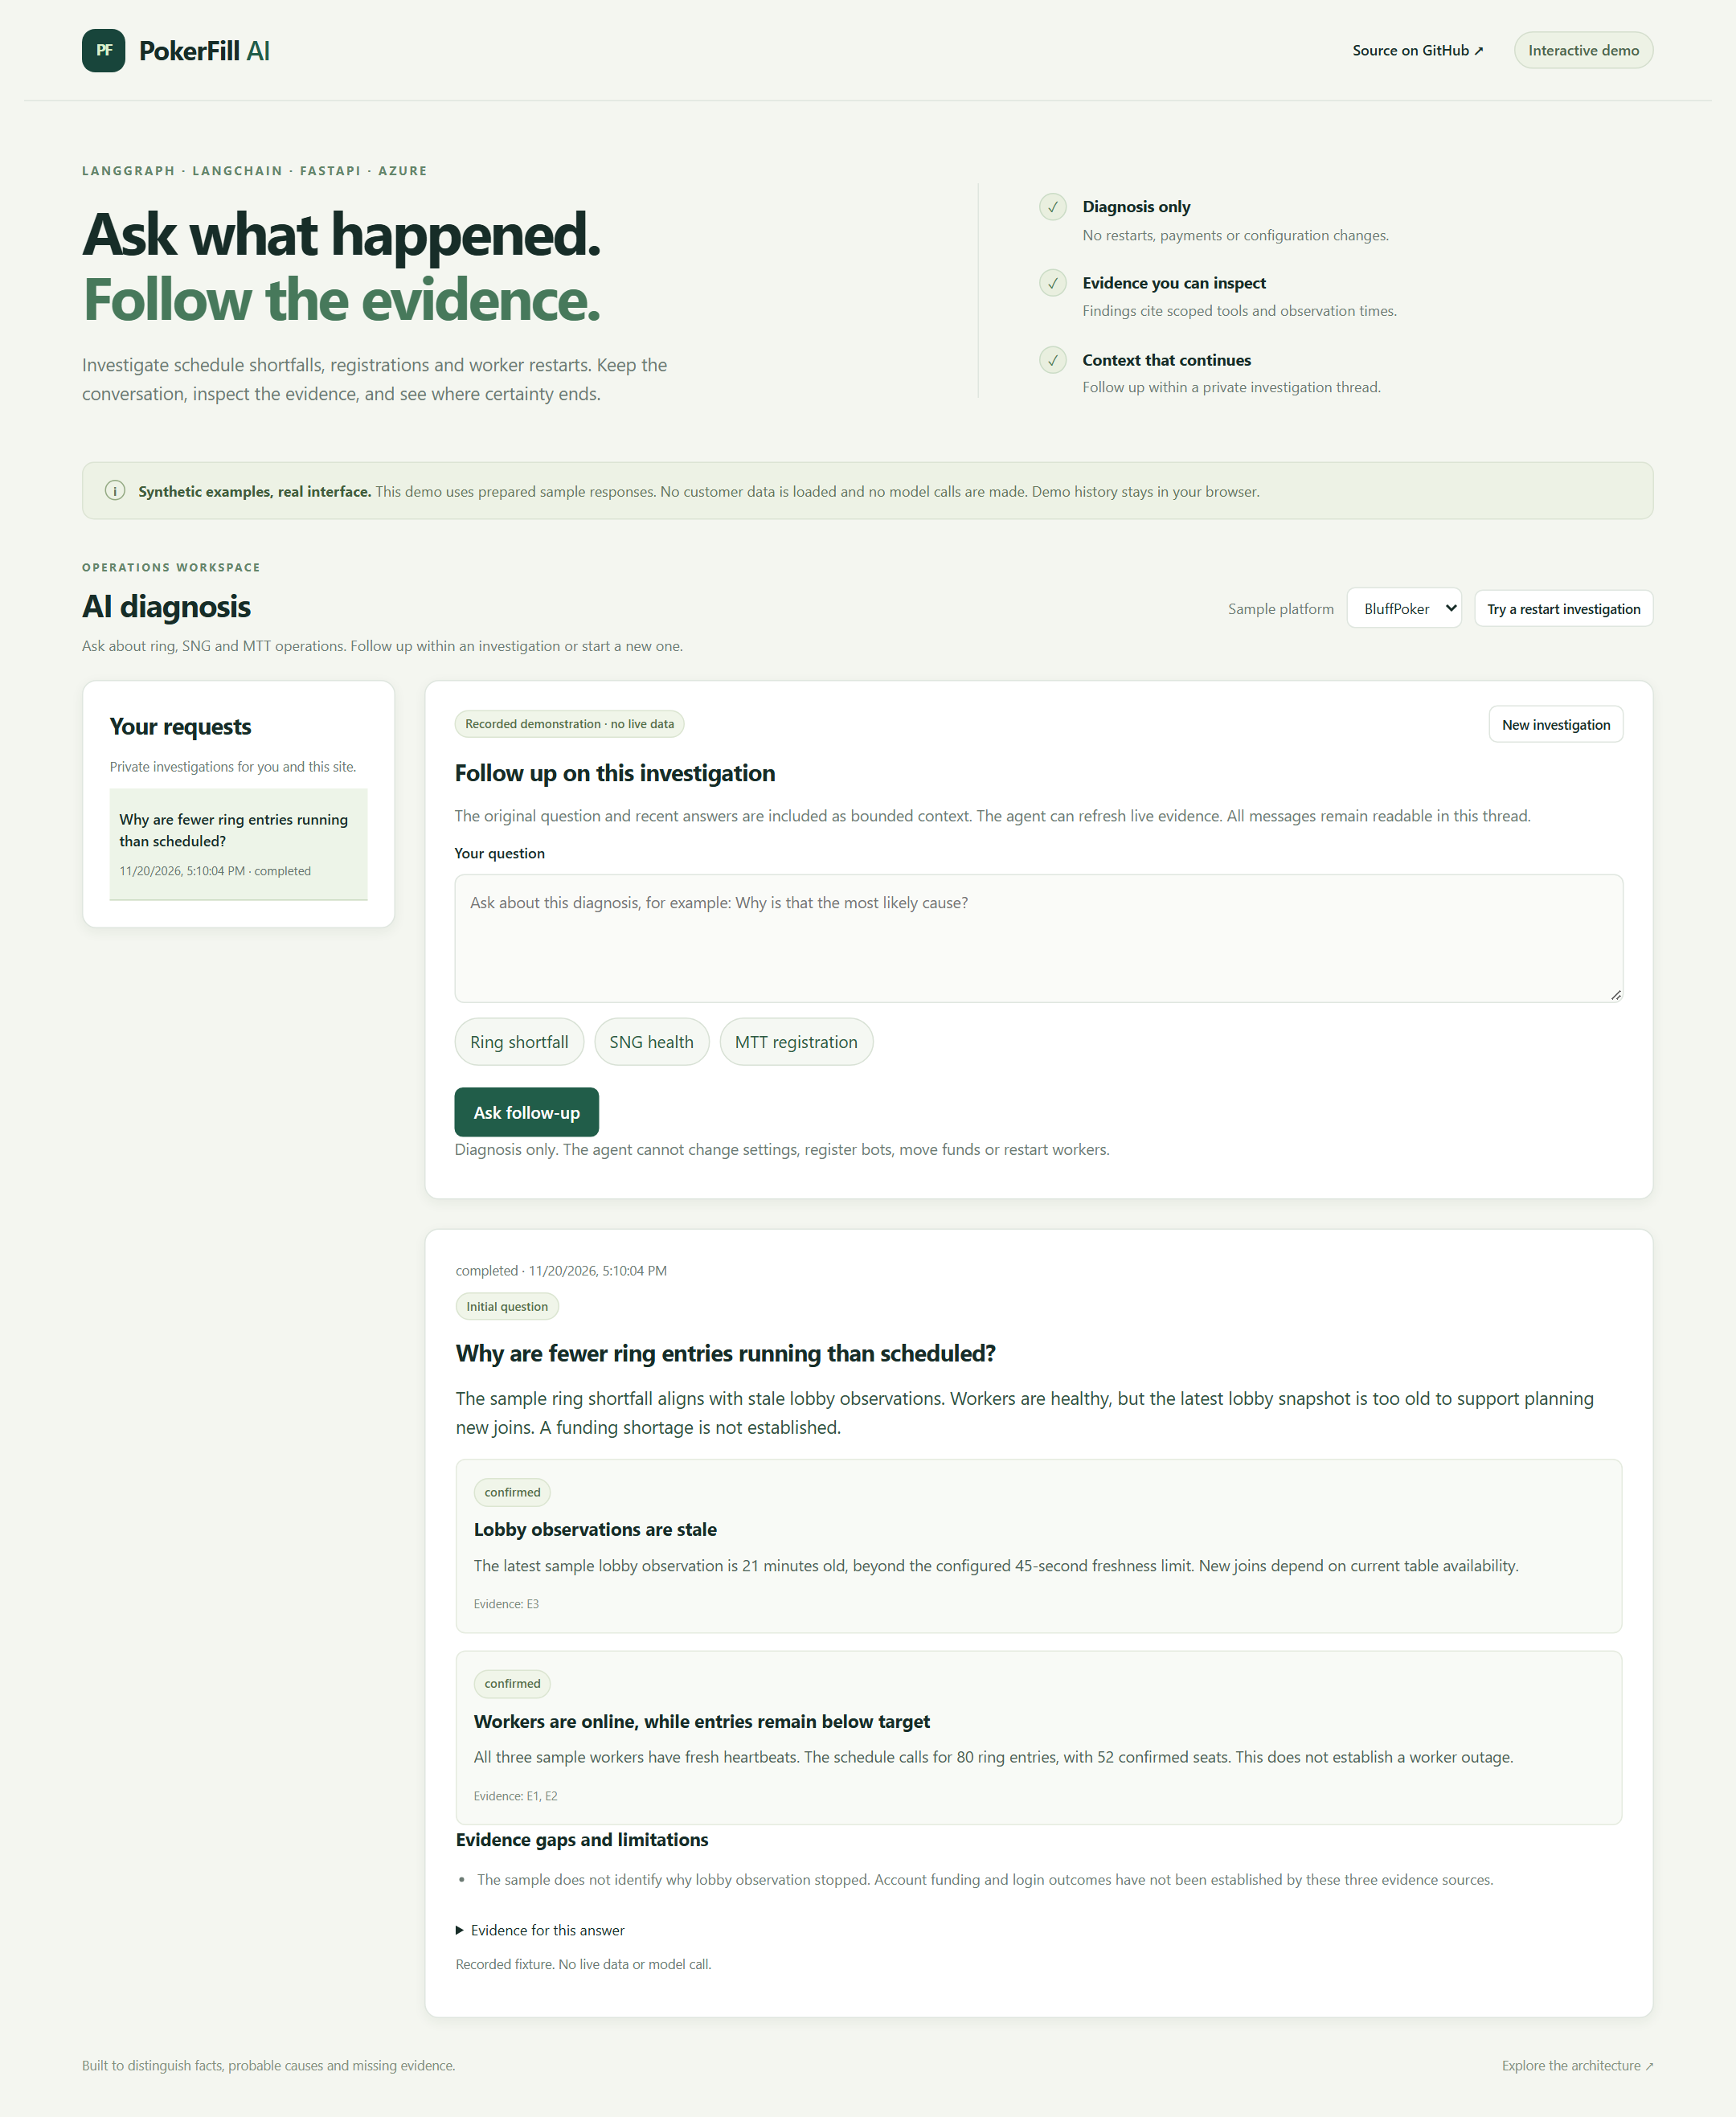 PF
PokerFill AI
Source on GitHub ↗
Interactive demo
LANGGRAPH · LANGCHAIN · FASTAPI · AZURE
Ask what happened.
Follow the evidence.
Investigate schedule shortfalls, registrations and worker restarts. Keep the
conversation, inspect the evidence, and see where certainty ends.
✓ Diagnosis only
No restarts, payments or configuration changes.
✓ Evidence you can inspect
Findings cite scoped tools and observation times.
✓ Context that continues
Follow up within a private investigation thread.
i Synthetic examples, real interface. This demo uses prepared sample responses. No customer data is loaded and no model calls are made. Demo history stays in your browser.
OPERATIONS WORKSPACE
AI diagnosis
Ask about ring, SNG and MTT operations. Follow up within an investigation or start a new one.
Sample platform
BluffPoker
Try a restart investigation
Your requests
Private investigations for you and this site.
Why are fewer ring entries running
than scheduled?
11/20/2026, 5:10:04 PM · completed
Recorded demonstration · no live data
New investigation
Follow up on this investigation
The original question and recent answers are included as bounded context. The agent can refresh live evidence. All messages remain readable in this thread.
Your question
Ask about this diagnosis, for example: Why is that the most likely cause?
Ring shortfall
SNG health
MTT registration
Ask follow-up
Diagnosis only. The agent cannot change settings, register bots, move funds or restart workers.
completed · 11/20/2026, 5:10:04 PM
Initial question
Why are fewer ring entries running than scheduled?
The sample ring shortfall aligns with stale lobby observations. Workers are healthy, but the latest lobby snapshot is too old to support planning
new joins. A funding shortage is not established.
confirmed
Lobby observations are stale
The latest sample lobby observation is 21 minutes old, beyond the configured 45-second freshness limit. New joins depend on current table availability.
Evidence: E3
confirmed
Workers are online, while entries remain below target
All three sample workers have fresh heartbeats. The schedule calls for 80 ring entries, with 52 confirmed seats. This does not establish a worker outage.
Evidence: E1, E2
Evidence gaps and limitations
• The sample does not identify why lobby observation stopped. Account funding and login outcomes have not been established by these three evidence sources.
▶ Evidence for this answer
Recorded fixture. No live data or model call.
Built to distinguish facts, probable causes and missing evidence.
Explore the architecture ↗